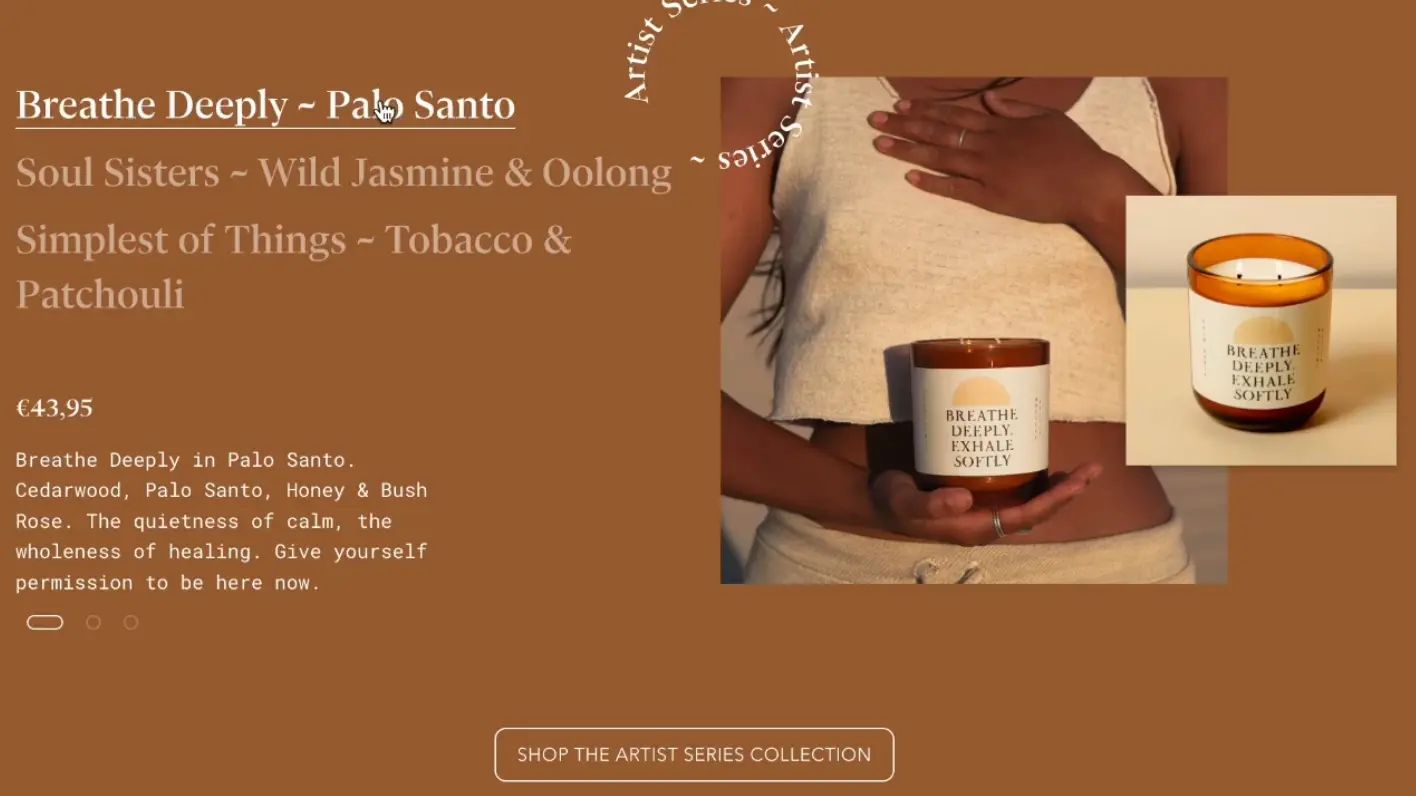 Artist Series ~ Artist Series ~
Breathe Deeply ~ Palo Santo
Soul Sisters ~ Wild Jasmine & Oolong
Simplest of Things ~ Tobacco &
Patchouli
€43,95
Breathe Deeply in Palo Santo.
Cedarwood, Palo Santo, Honey & Bush
Rose. The quietness of calm, the
wholeness of healing. Give yourself
permission to be here now.
BREATHE
DEEPLY.
EXHALE
SOFTLY
BREATHE
DEEPLY.
EXHALE
SOFTLY
SHOP THE ARTIST SERIES COLLECTION